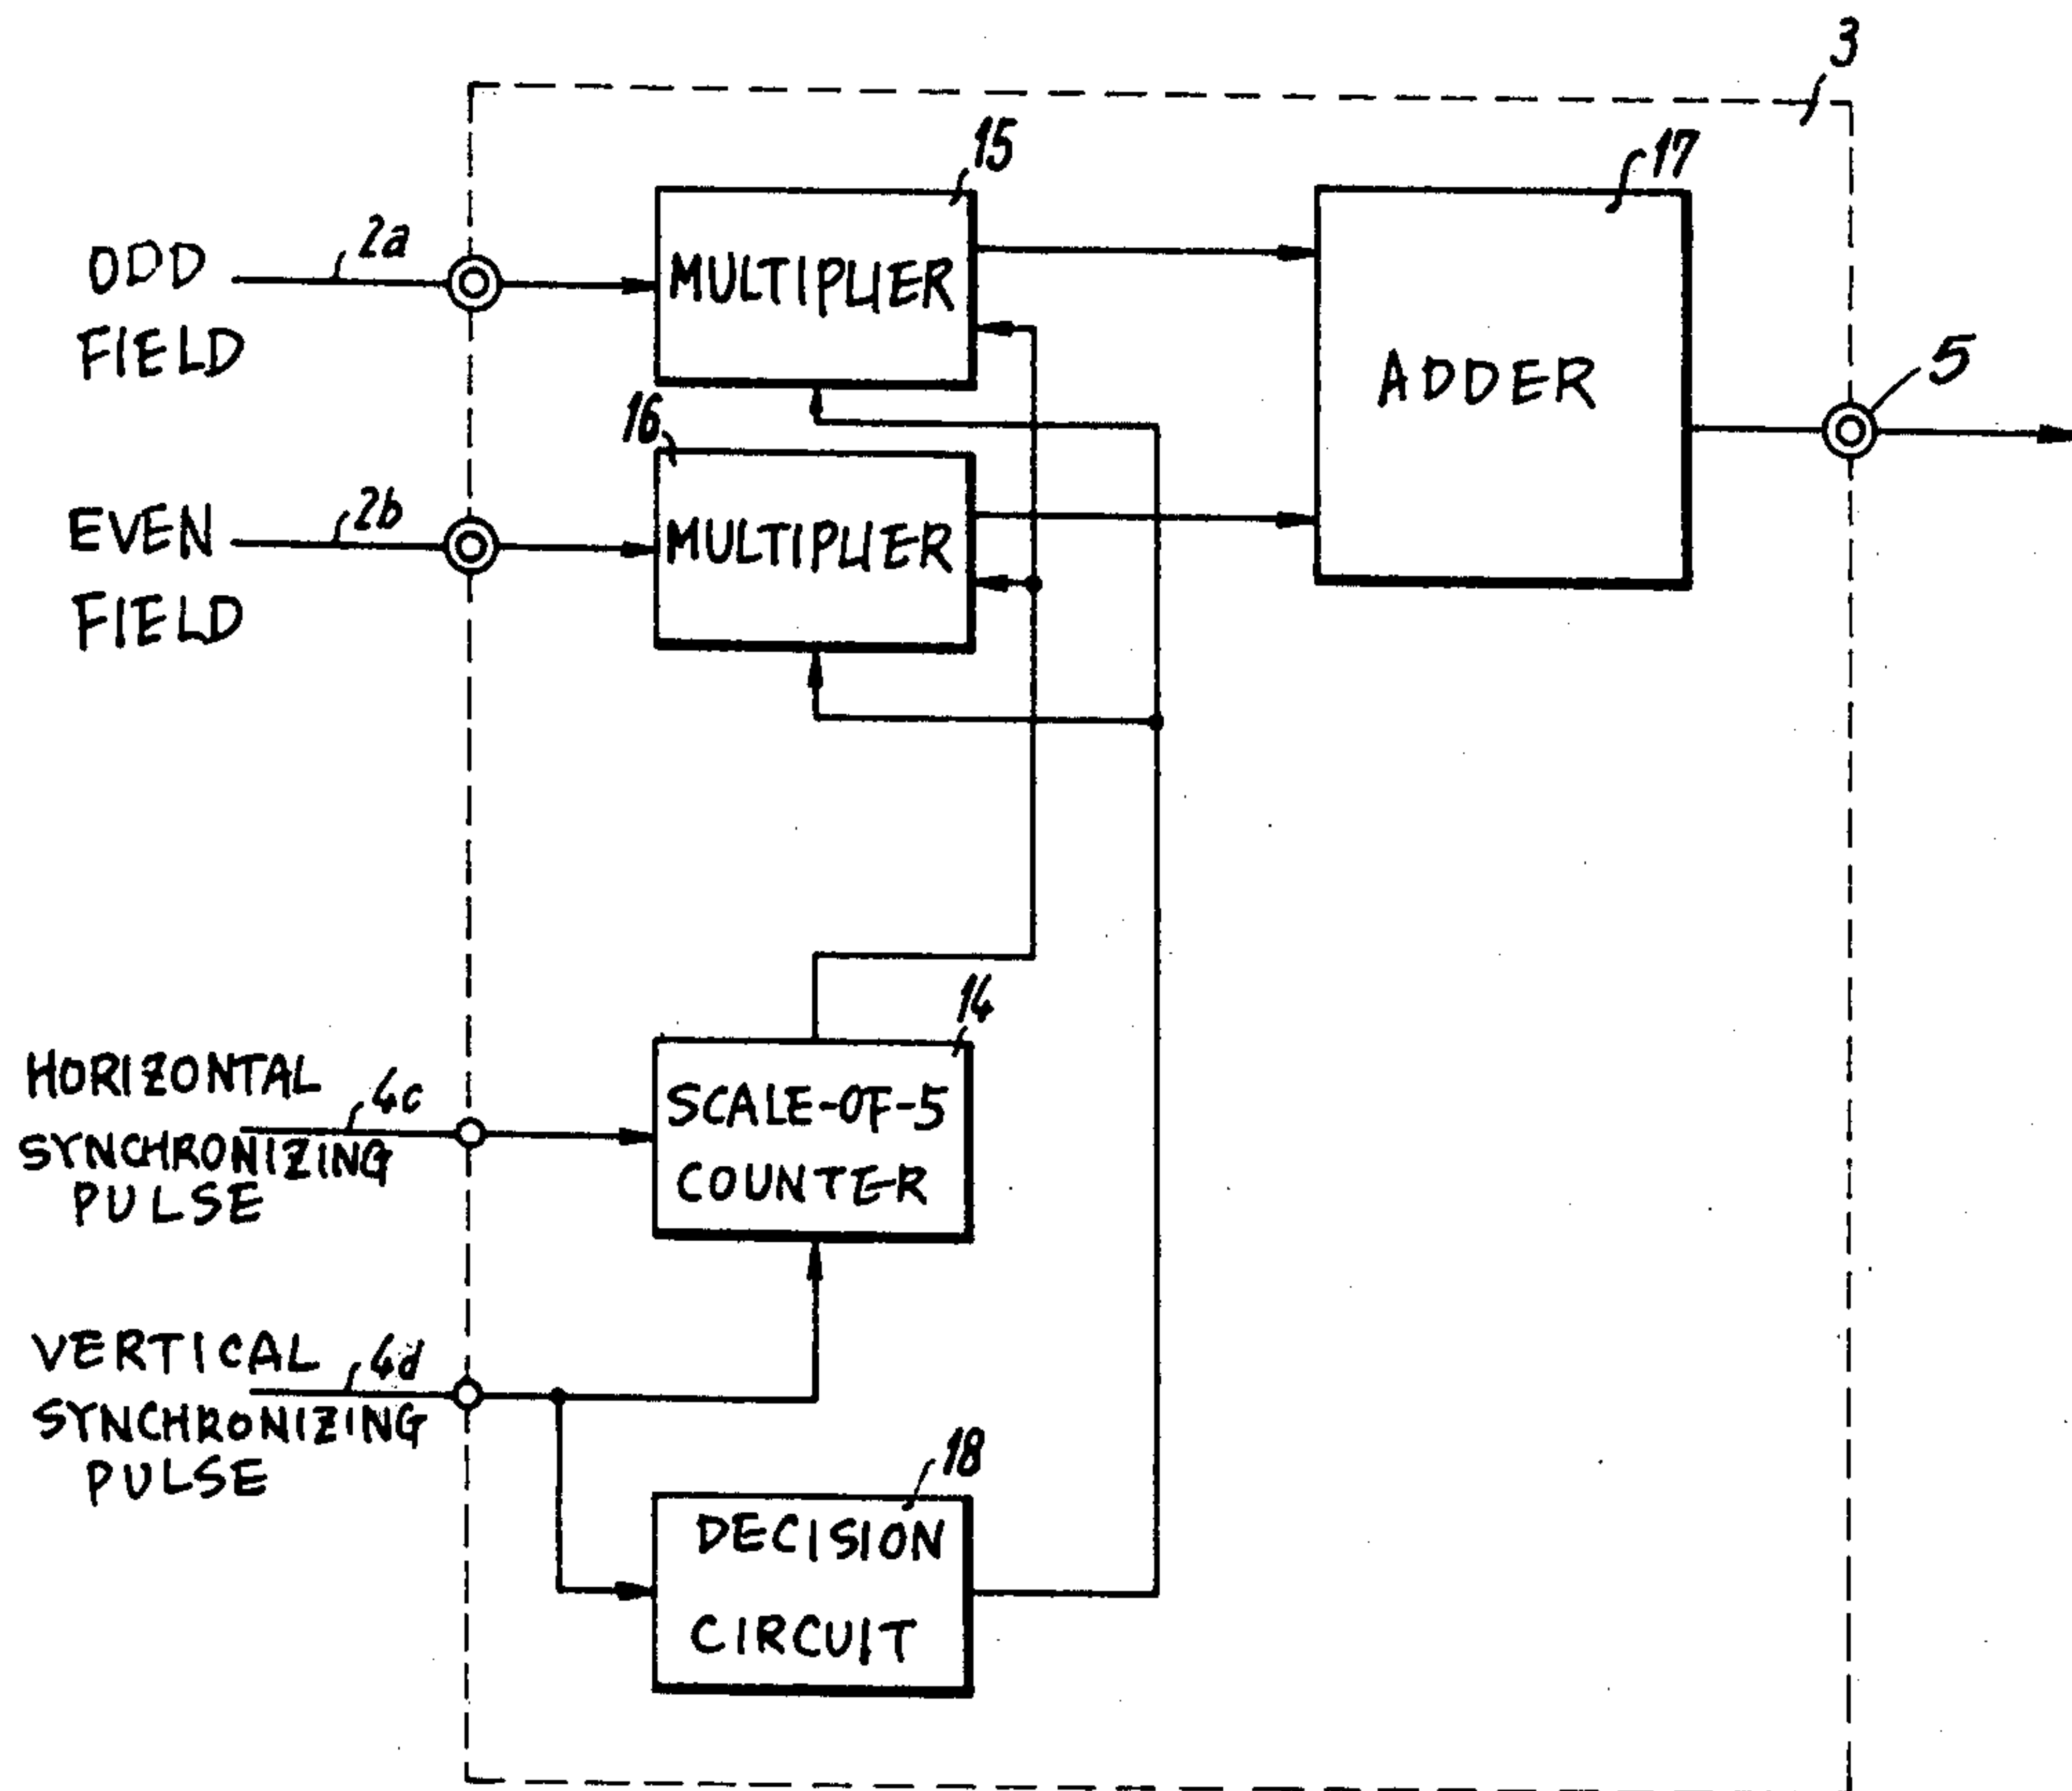 3
15
17
ODD
FIELD
2a
MULTIPLIER
ADDER
5
16
EVEN
FIELD
2b
MULTIPLIER
14
HORIZONTAL
SYNCHRONIZING
PULSE
4c
SCALE-OF-5
COUNTER
VERTICAL
SYNCHRONIZING
PULSE
4d
18
DECISION
CIRCUIT